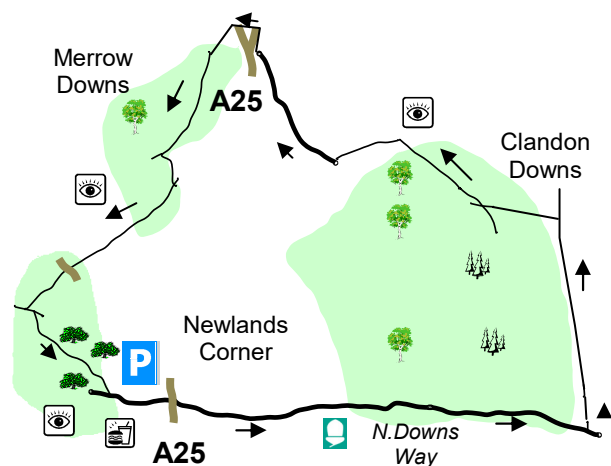 Merrow
Downs
A25
Clandon
Downs
Newlands
Corner
P
A25
N.Downs
Way